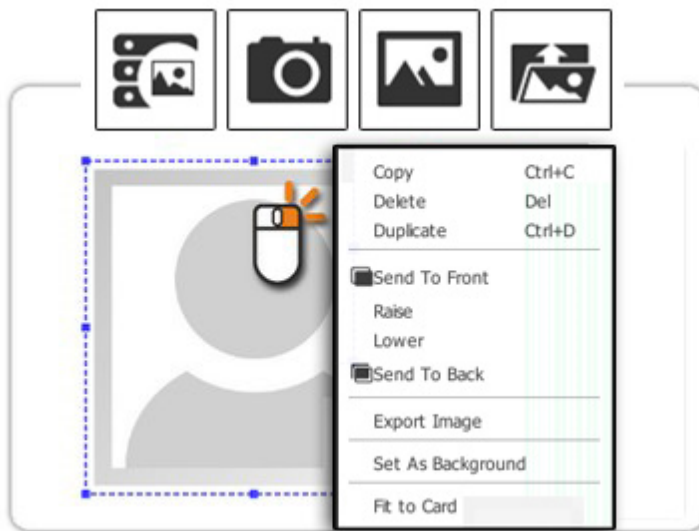 Copy Ctrl+C
Delete Del
Duplicate Ctrl+D
Send To Front
Raise
Lower
Send To Back
Export Image
Set As Background
Fit to Card